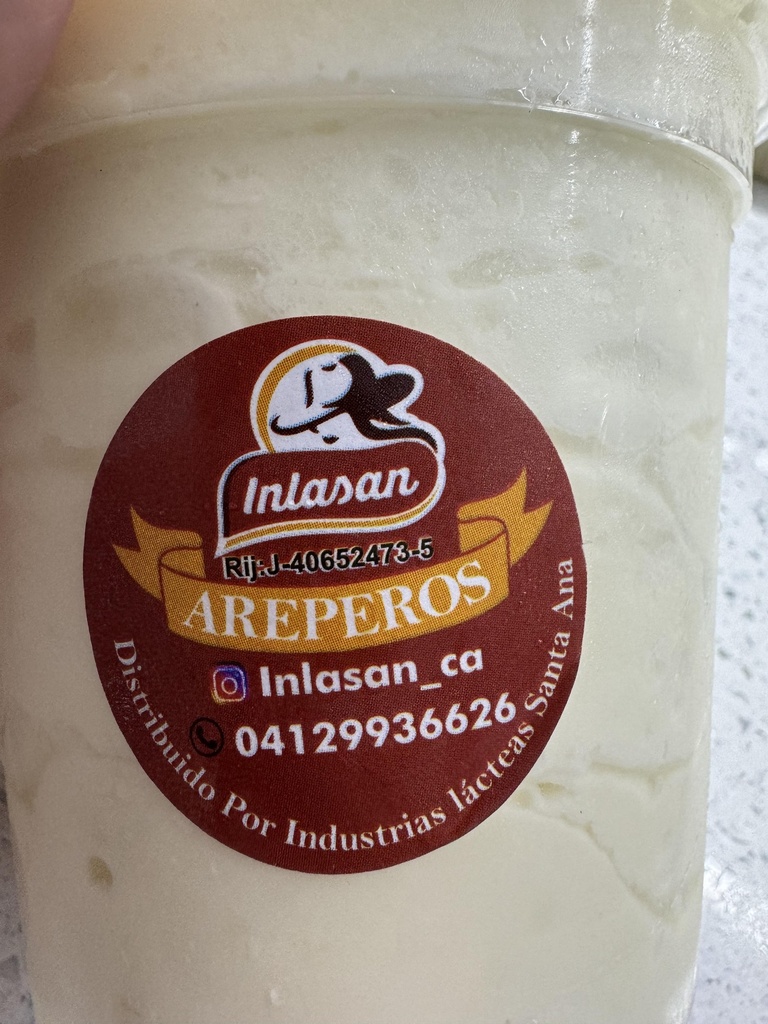 Inlasan
Rij:J-40652473-5
AREPEROS
Inlasan_ca
04129936626
Distribuido Por Industrias lácteas Santa Ana